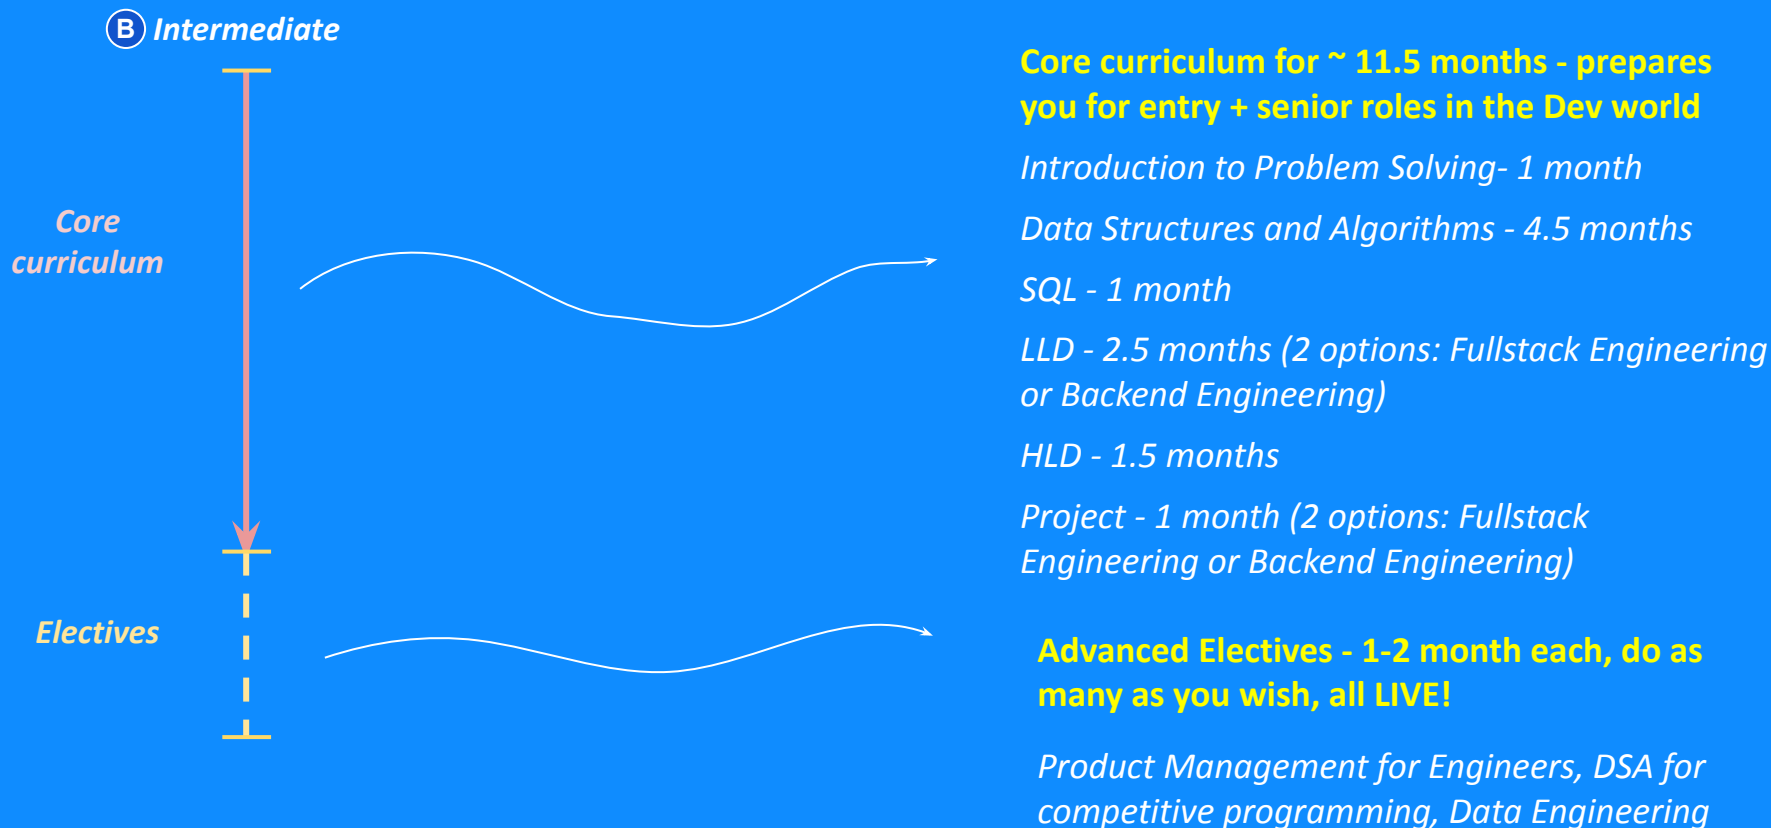 B Intermediate
Core
curriculum
Electives
Core curriculum for ~ 11.5 months - prepares
you for entry + senior roles in the Dev world
Introduction to Problem Solving- 1 month
Data Structures and Algorithms - 4.5 months
SQL - 1 month
LLD - 2.5 months (2 options: Fullstack Engineering
or Backend Engineering)
HLD - 1.5 months
Project - 1 month (2 options: Fullstack
Engineering or Backend Engineering)
Advanced Electives - 1-2 month each, do as
many as you wish, all LIVE!
Product Management for Engineers, DSA for
competitive programming, Data Engineering